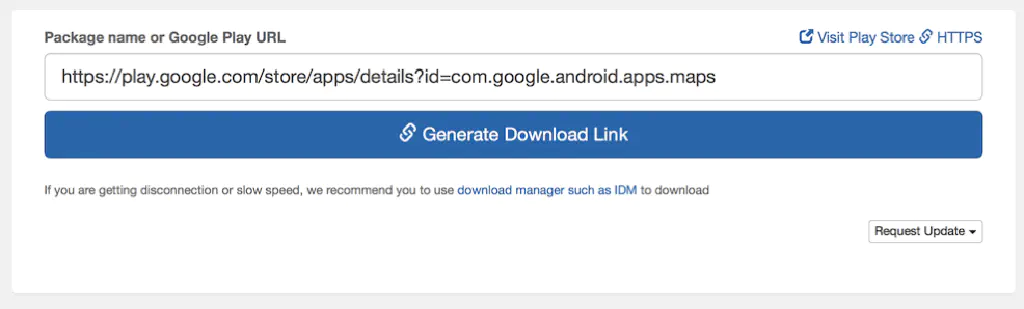 Package name or Google Play URL
Visit Play Store HTTPS
https://play.google.com/store/apps/details?id=com.google.android.apps.maps
Generate Download Link
If you are getting disconnection or slow speed, we recommend you to use download manager such as IDM to download
Request Update